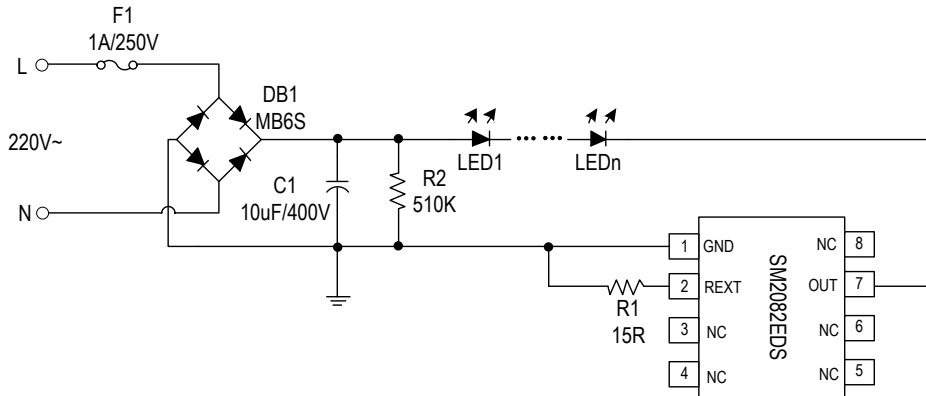 F1
1A/250V
L
DB1
MB6S
220V~
LED1
LEDn
C1
10uF/400V
R2
510K
N
1 GND
NC 8
2 REXT
OUT 7
R1
15R
3 NC
NC 6
4 NC
NC 5
SM2082EDS